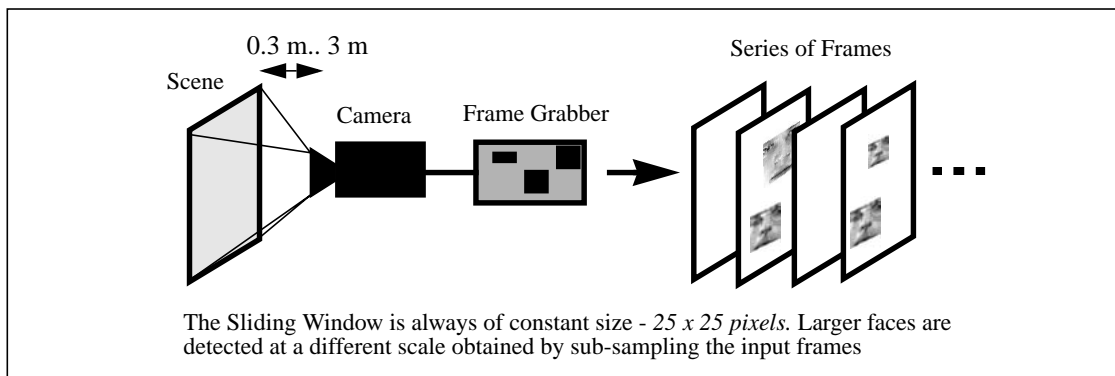 0.3 m.. 3 m
Series of Frames
Scene
Camera
Frame Grabber
The Sliding Window is always of constant size - 25 x 25 pixels. Larger faces are
detected at a different scale obtained by sub-sampling the input frames